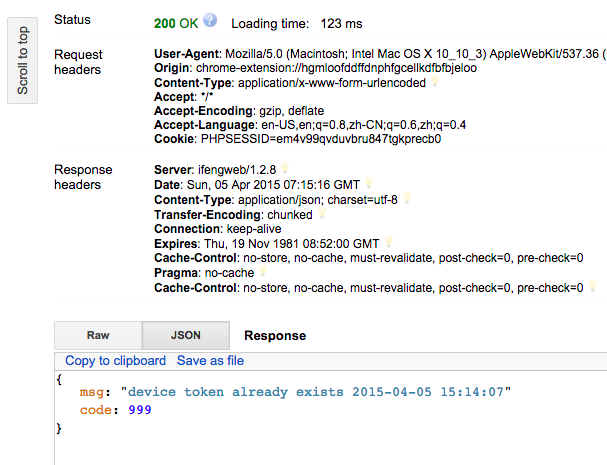 Scroll to top
Status 200 OK ? Loading time: 123 ms
Request headers
User-Agent: Mozilla/5.0 (Macintosh; Intel Mac OS X 10_10_3) AppleWebKit/537.36 (
Origin: chrome-extension://hgmloofddffdnphfgcellkdfbfbjeloo
Content-Type: application/x-www-form-urlencoded
Accept: */*
Accept-Encoding: gzip, deflate
Accept-Language: en-US,en;q=0.8,zh-CN;q=0.6,zh;q=0.4
Cookie: PHPSESSID=em4v99qvduvbru847tgkprecb0
Response headers
Server: ifengweb/1.2.8
Date: Sun, 05 Apr 2015 07:15:16 GMT
Content-Type: application/json; charset=utf-8
Transfer-Encoding: chunked
Connection: keep-alive
Expires: Thu, 19 Nov 1981 08:52:00 GMT
Cache-Control: no-store, no-cache, must-revalidate, post-check=0, pre-check=0
Pragma: no-cache
Cache-Control: no-store, no-cache, must-revalidate, post-check=0, pre-check=0
Raw JSON Response
Copy to clipboard Save as file
{
msg: "device token already exists 2015-04-05 15:14:07"
code: 999
}